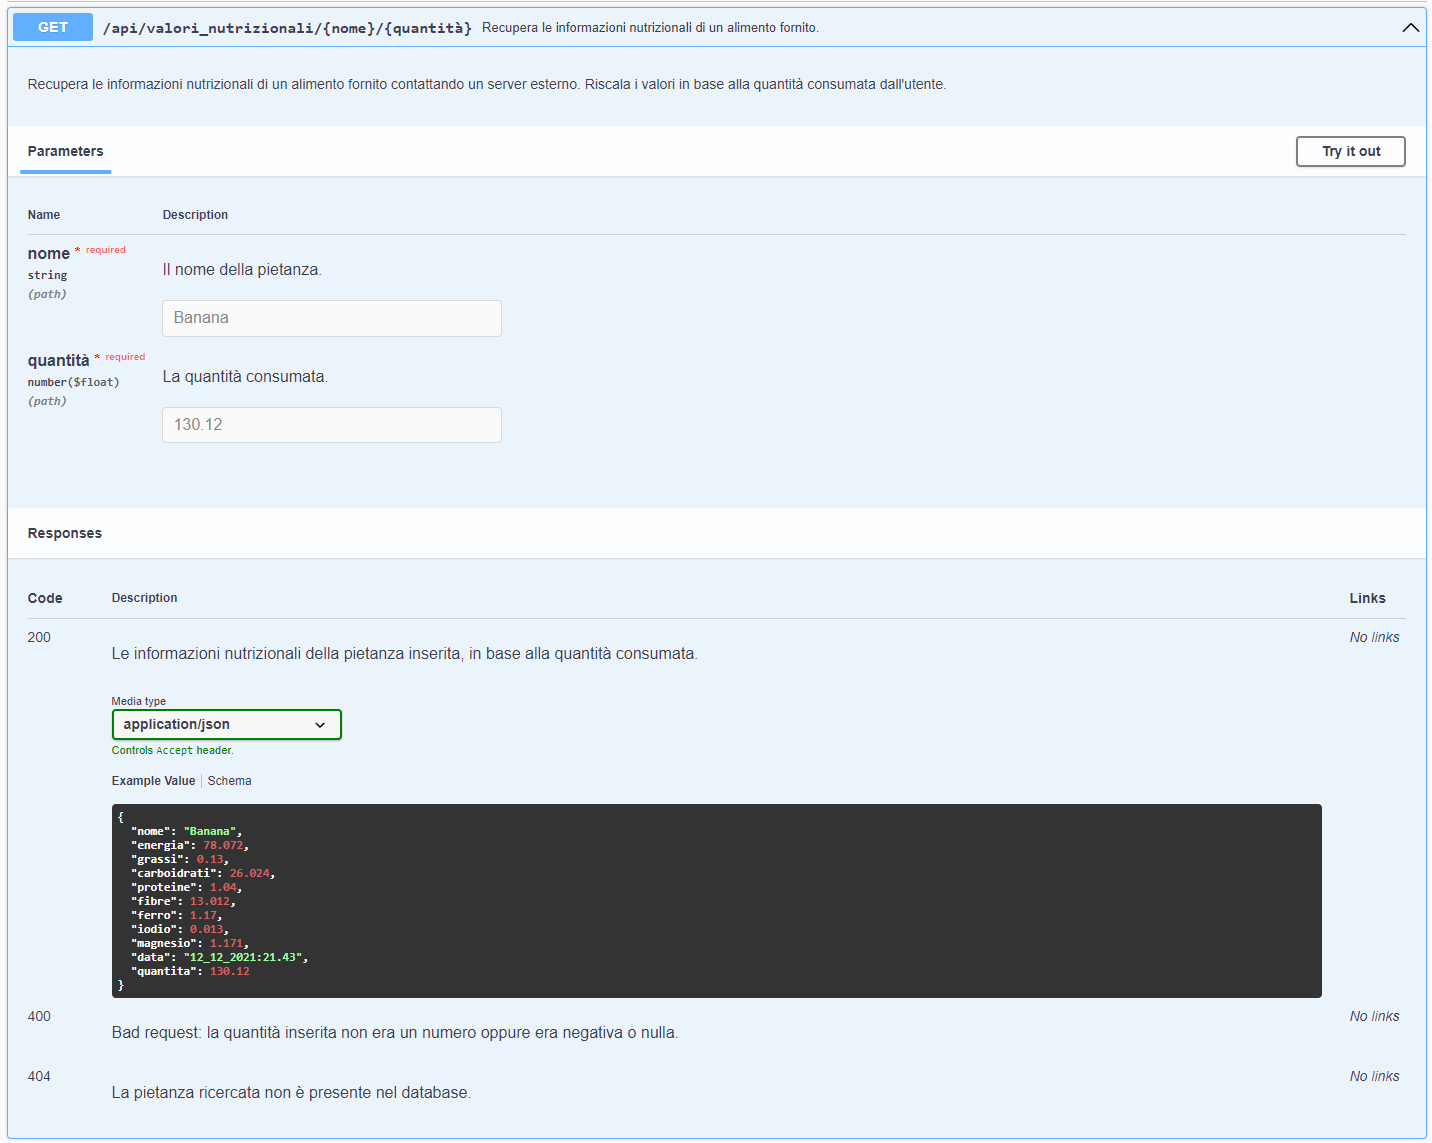 GET /api/valori_nutrizionali/{nome}/{quantità} Recupera le informazioni nutrizionali di un alimento fornito.
Recupera le informazioni nutrizionali di un alimento fornito contattando un server esterno. Riscala i valori in base alla quantità consumata dall'utente.
Parameters Try it out
Name Description
nome * required
string
(path)
Il nome della pietanza.
Banana
quantità * required
number($float)
(path)
La quantità consumata.
130.12
Responses
Code Description Links
200 No links
Le informazioni nutrizionali della pietanza inserita, in base alla quantità consumata.
Media type
application/json
Controls Accept header.
Example Value Schema
{
"nome": "Banana",
"energia": 78.072,
"grassi": 0.13,
"carboidrati": 26.024,
"proteine": 1.04,
"fibre": 13.012,
"ferro": 1.17,
"iodio": 0.013,
"magnesio": 1.171,
"data": "12_12_2021:21.43",
"quantita": 130.12
}
400 No links
Bad request: la quantità inserita non era un numero oppure era negativa o nulla.
404 No links
La pietanza ricercata non è presente nel database.